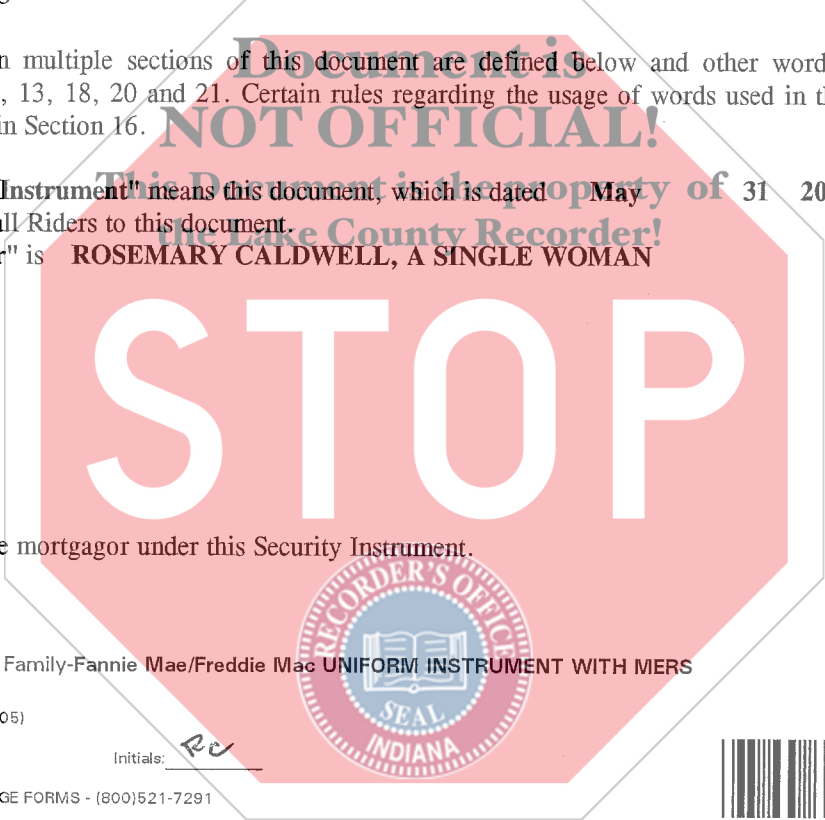 n multiple sections of this document are defined below and other word
, 13, 18, 20 and 21. Certain rules regarding the usage of words used in t
in Section 16.
Document is
NOT OFFICIAL!
This Document is the property of
the Lake County Recorder!
Instrument" means this document, which is dated May 31 20
ll Riders to this document.
" is ROSEMARY CALDWELL, A SINGLE WOMAN
STOP
e mortgagor under this Security Instrument.
RECORDER'S OFFICE
SEAL
INDIANA
Family-Fannie Mae/Freddie Mac UNIFORM INSTRUMENT WITH MERS
05)
Initials: RC
GE FORMS - (800)521-7291